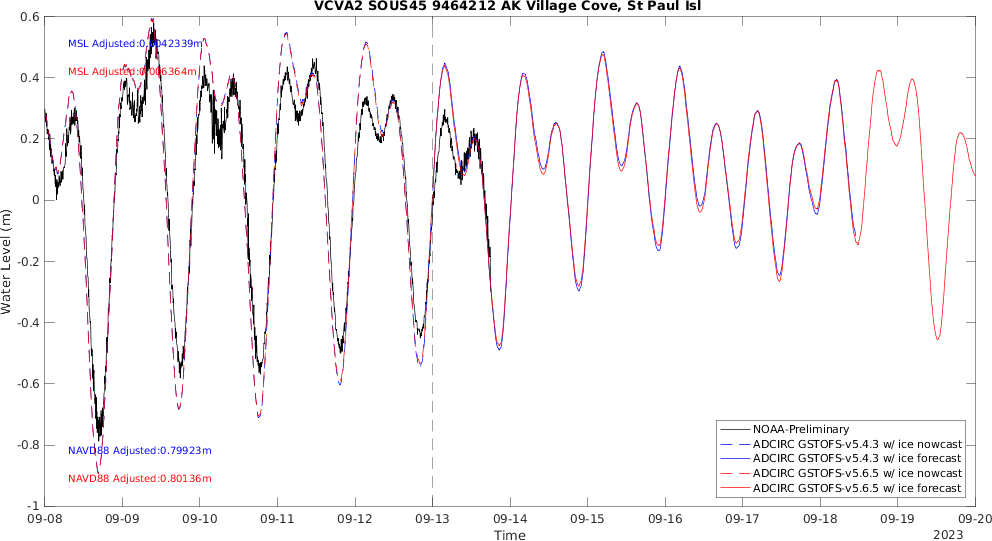 VCVA2 SOUS45 9464212 AK Village Cove, St Paul Isl
0.6
MSL Adjusted:0.0042339m
MSL Adjusted:0.006364m
0.4
0.2
0
Water Level (m)
-0.2
-0.4
-0.6
-0.8
-1
NAVD88 Adjusted:0.79923m
NAVD88 Adjusted:0.80136m
NOAA-Preliminary
ADCIRC GSTOFS-v5.4.3 w/ ice nowcast
ADCIRC GSTOFS-v5.4.3 w/ ice forecast
ADCIRC GSTOFS-v5.6.5 w/ ice nowcast
ADCIRC GSTOFS-v5.6.5 w/ ice forecast
09-08 09-09 09-10 09-11 09-12 09-13 09-14 09-15 09-16 09-17 09-18 09-19 09-20
Time
2023